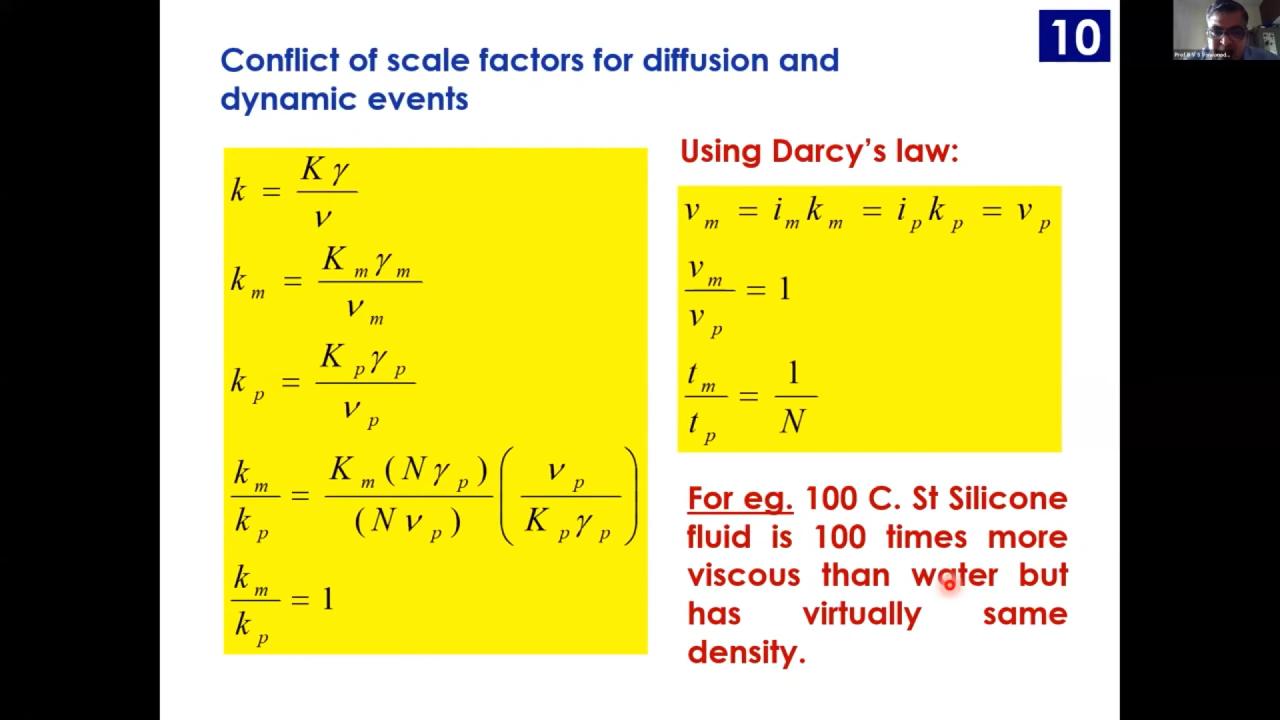 10
Conflict of scale factors for diffusion and
dynamic events
Using Darcy's law:
k = Kγ / ν
k_m = K_m γ_m / ν_m
k_p = K_p γ_p / ν_p
k_m / k_p = K_m (N γ_p) / (N ν_p) (ν_p / K_p γ_p)
k_m / k_p = 1
v_m = i_m k_m = i_p k_p = v_p
v_m / v_p = 1
t_m / t_p = 1 / N
For eg. 100 C. St Silicone
fluid is 100 times more
viscous than water but
has virtually same
density.